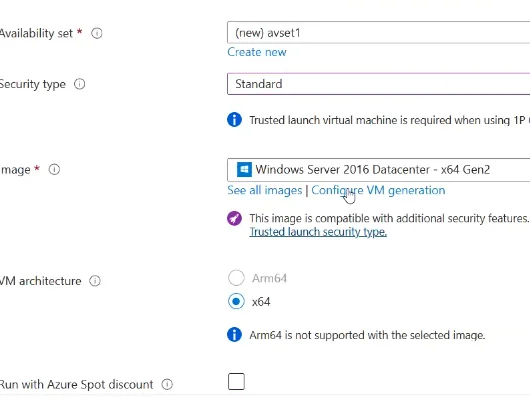 Availability set *
(new) avset1
Create new
Security type
Standard
Trusted launch virtual machine is required when using 1P
Image *
Windows Server 2016 Datacenter - x64 Gen2
See all images | Configure VM generation
This image is compatible with additional security features.
Trusted launch security type.
VM architecture
Arm64
x64
Arm64 is not supported with the selected image.
Run with Azure Spot discount